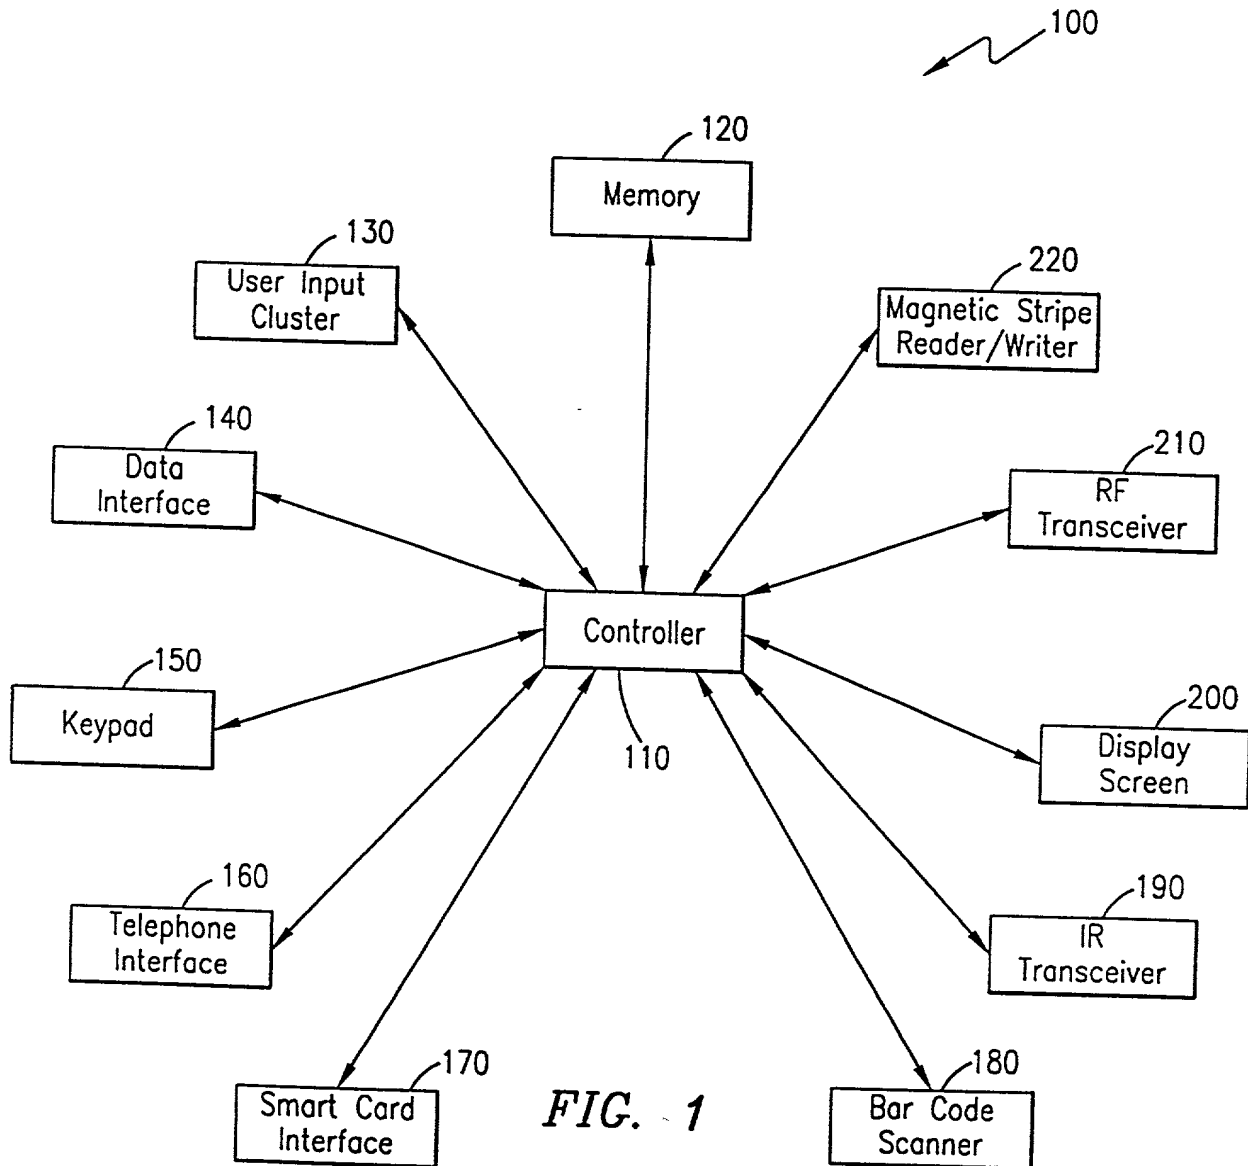 100
120
Memory
130
User Input
Cluster
220
Magnetic Stripe
Reader/Writer
140
Data
Interface
210
RF
Transceiver
Controller
110
150
Keypad
200
Display
Screen
160
Telephone
Interface
190
IR
Transceiver
170
Smart Card
Interface
180
Bar Code
Scanner
FIG. 1